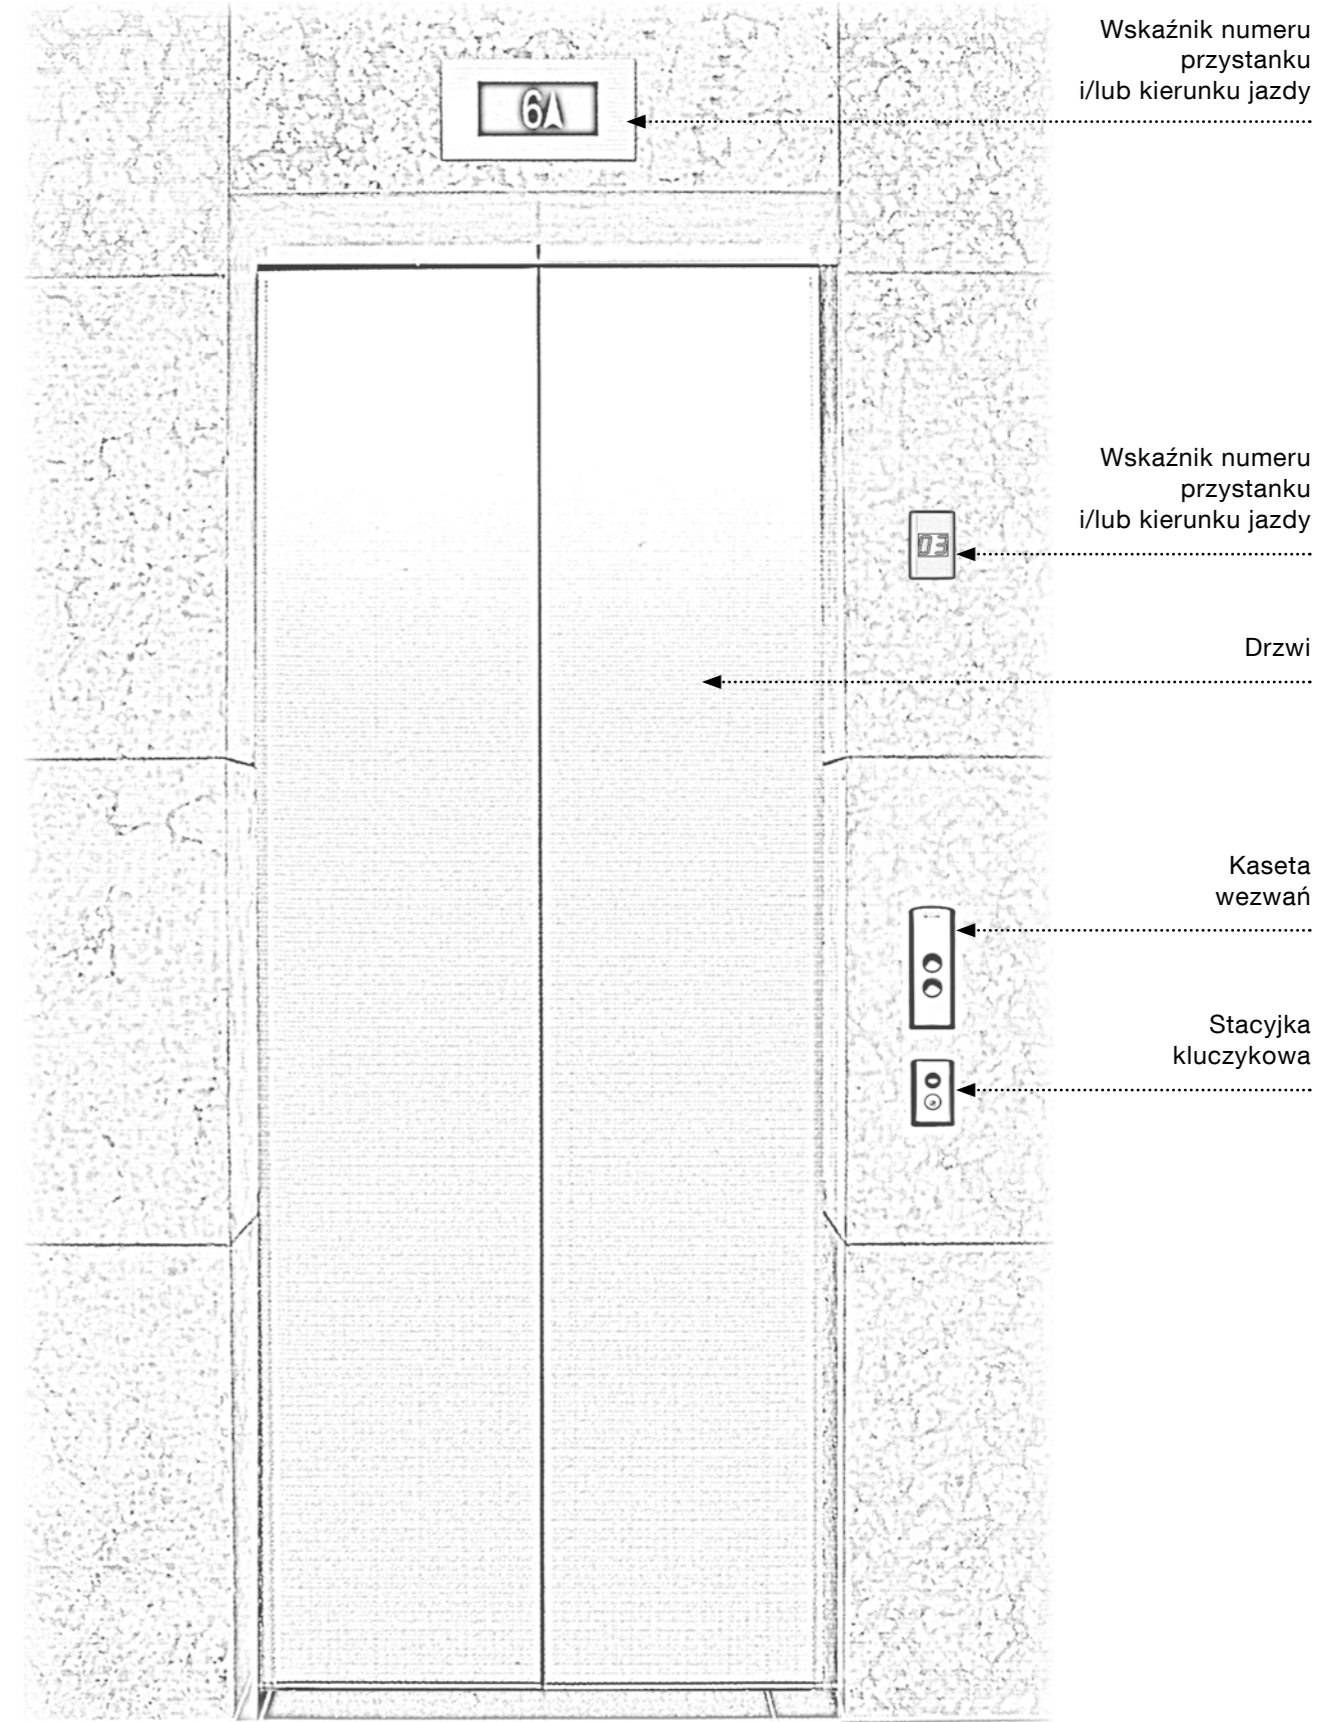 Wskaźnik numeru
przystanku
i/lub kierunku jazdy
6
Wskaźnik numeru
przystanku
i/lub kierunku jazdy
03
Drzwi
Kaseta
wezwań
Stacyjka
kluczykowa